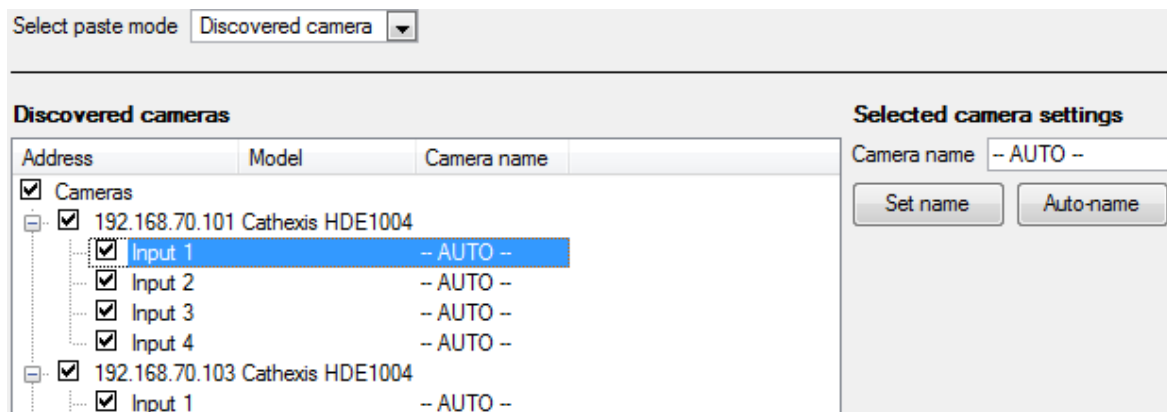 Select paste mode Discovered camera
Discovered cameras Selected camera settings
Address Model Camera name Camera name -- AUTO --
Cameras Set name Auto-name
192.168.70.101 Cathexis HDE1004
Input 1 -- AUTO --
Input 2 -- AUTO --
Input 3 -- AUTO --
Input 4 -- AUTO --
192.168.70.103 Cathexis HDE1004
Input 1 -- AUTO --